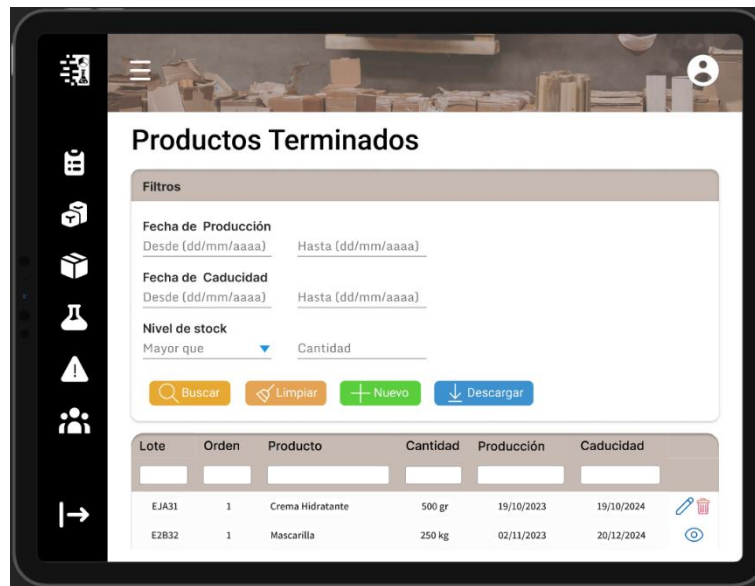 Productos Terminados
Filtros
Fecha de Producción
Desde (dd/mm/aaaa) Hasta (dd/mm/aaaa)
Fecha de Caducidad
Desde (dd/mm/aaaa) Hasta (dd/mm/aaaa)
Nivel de stock
Mayor que Cantidad
Buscar Limpiar Nuevo Descargar
Lote Orden Producto Cantidad Producción Caducidad
EJA31 1 Crema Hidratante 500 gr 19/10/2023 19/10/2024
E2B32 1 Mascarilla 250 kg 02/11/2023 20/12/2024